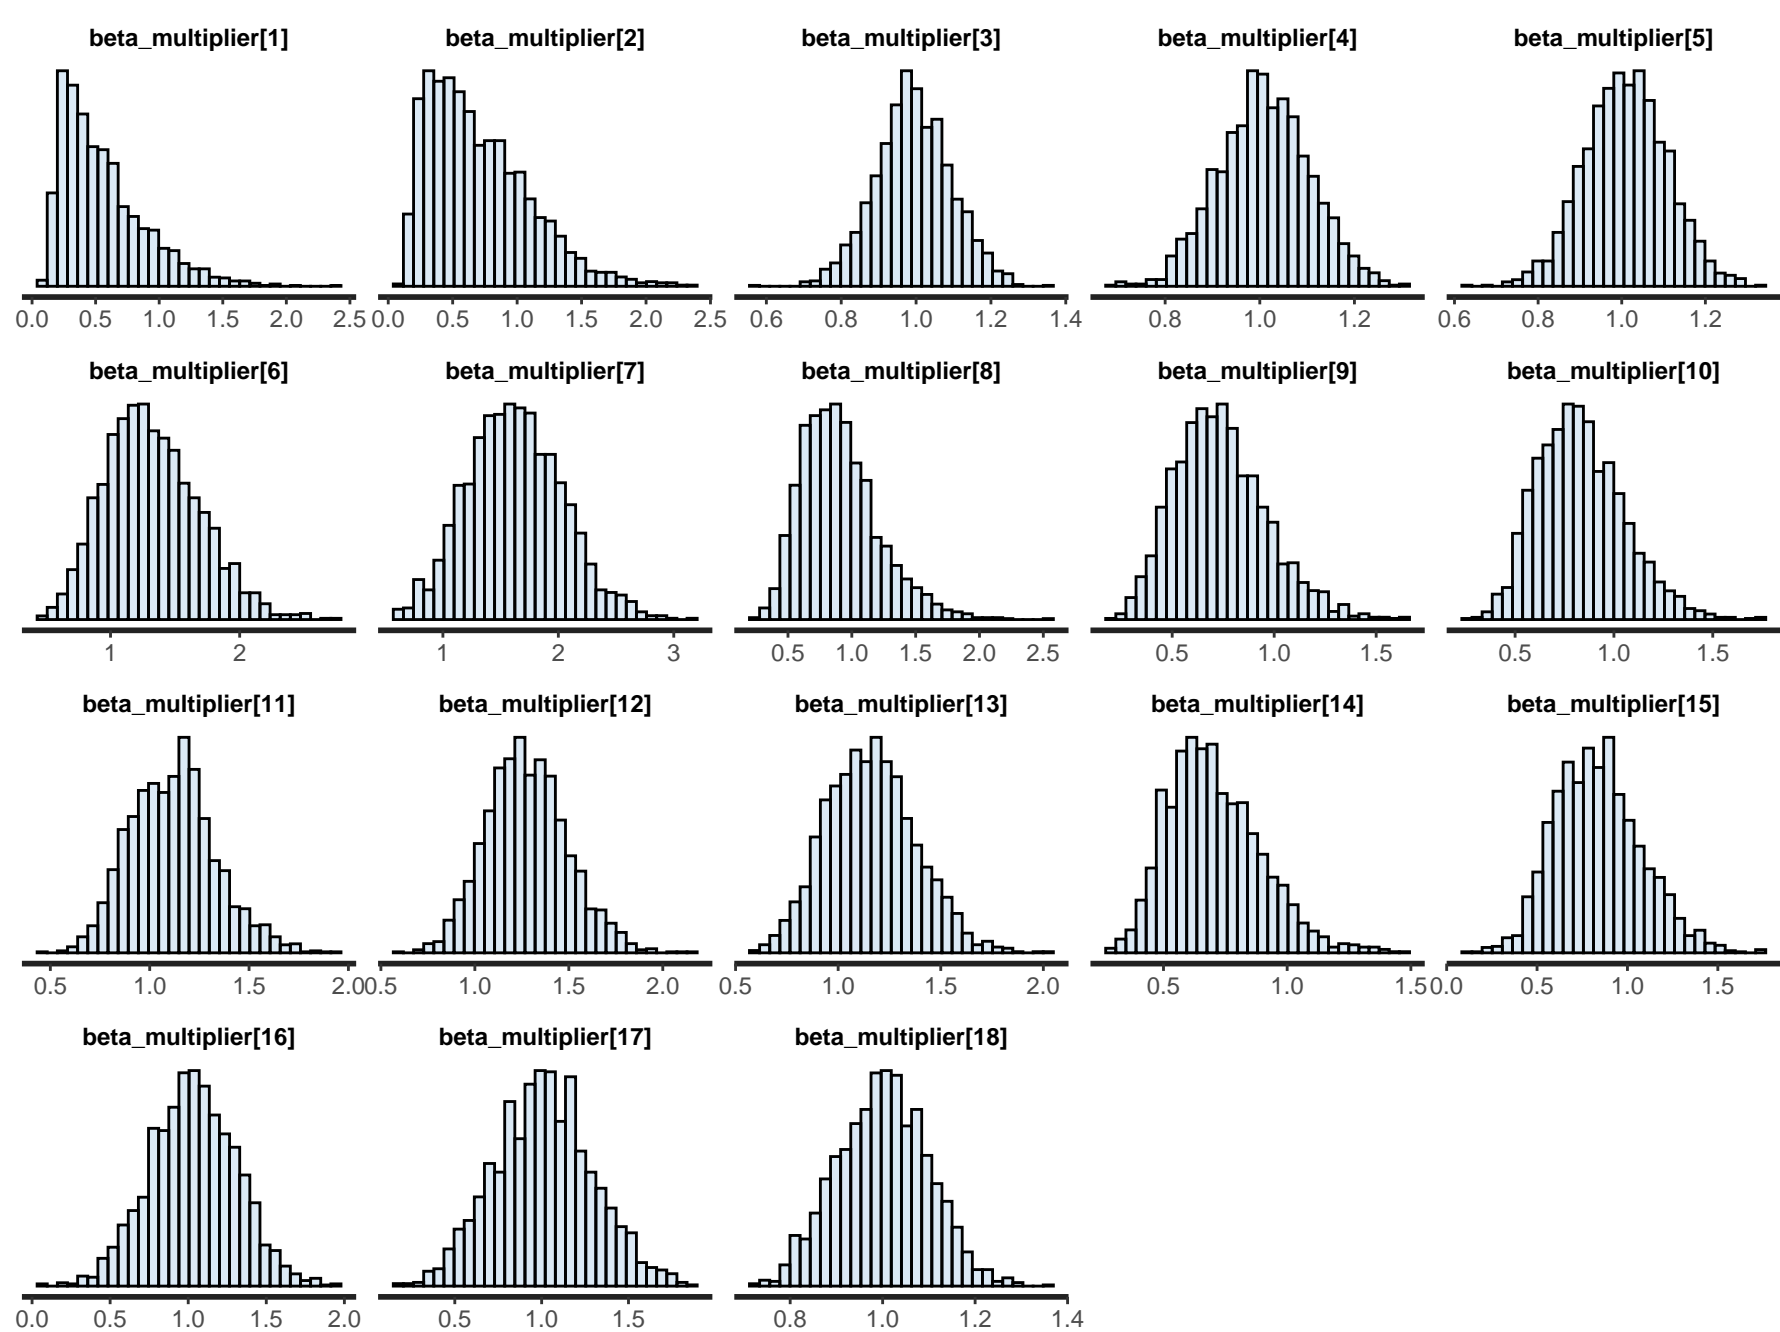 beta_multiplier[1] beta_multiplier[2] beta_multiplier[3] beta_multiplier[4] beta_multiplier[5]
0.0 0.5 1.0 1.5 2.0 2.5 0.0 0.5 1.0 1.5 2.0 2.5 0.6 0.8 1.0 1.2 1.4 0.8 1.0 1.2 0.6 0.8 1.0 1.2
beta_multiplier[6] beta_multiplier[7] beta_multiplier[8] beta_multiplier[9] beta_multiplier[10]
1 2 1 2 3 0.5 1.0 1.5 2.0 2.5 0.5 1.0 1.5 0.5 1.0 1.5
beta_multiplier[11] beta_multiplier[12] beta_multiplier[13] beta_multiplier[14] beta_multiplier[15]
0.5 1.0 1.5 2.0 0.5 1.0 1.5 2.0 0.5 1.0 1.5 2.0 0.5 1.0 1.5 0.0 0.5 1.0 1.5
beta_multiplier[16] beta_multiplier[17] beta_multiplier[18]
0.0 0.5 1.0 1.5 2.0 0.5 1.0 1.5 0.8 1.0 1.2 1.4